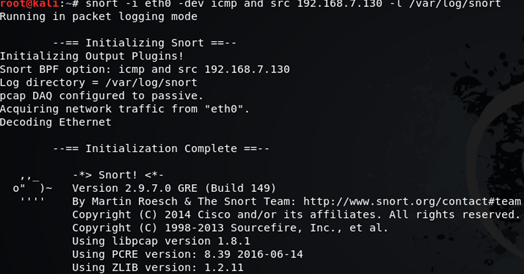 root@kali:~# snort -i eth0 -dev icmp and src 192.168.7.130 -l /var/log/snort
Running in packet logging mode
--== Initializing Snort ==--
Initializing Output Plugins!
Snort BPF option: icmp and src 192.168.7.130
Log directory = /var/log/snort
pcap DAQ configured to passive.
Acquiring network traffic from "eth0".
Decoding Ethernet
--== Initialization Complete ==--
,,_ -*> Snort! <*-
o" )~ Version 2.9.7.0 GRE (Build 149)
'''' By Martin Roesch & The Snort Team: http://www.snort.org/contact#team
Copyright (C) 2014 Cisco and/or its affiliates. All rights reserved.
Copyright (C) 1998-2013 Sourcefire, Inc., et al.
Using libpcap version 1.8.1
Using PCRE version: 8.39 2016-06-14
Using ZLIB version: 1.2.11